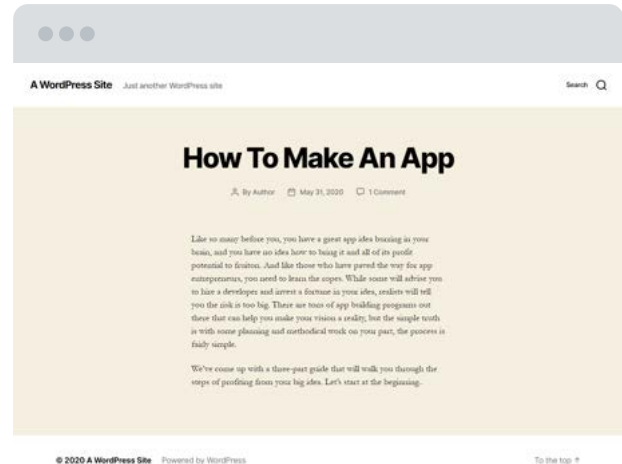 A WordPress Site Just another WordPress site Search
How To Make An App
By Author May 31, 2020 1 Comment
Like so many before you, you have a great app idea buzzing in your
brain, and you have no idea how to bring it and all of its profit
potential to fruition. And like those who have paved the way for app
entrepreneurs, you need to learn the ropes. While some will advise you
to hire a developer and invest a fortune in your idea, realists will tell
you the risk is too big. There are tons of app building programs out
there that can help you make your vision a reality, but the simple truth
is with some planning and methodical work on your part, the process is
fairly simple.
We've come up with a three-part guide that will walk you through the
steps of profiting from your big idea. Let's start at the beginning.
© 2020 A WordPress Site Powered by WordPress To the top ↑